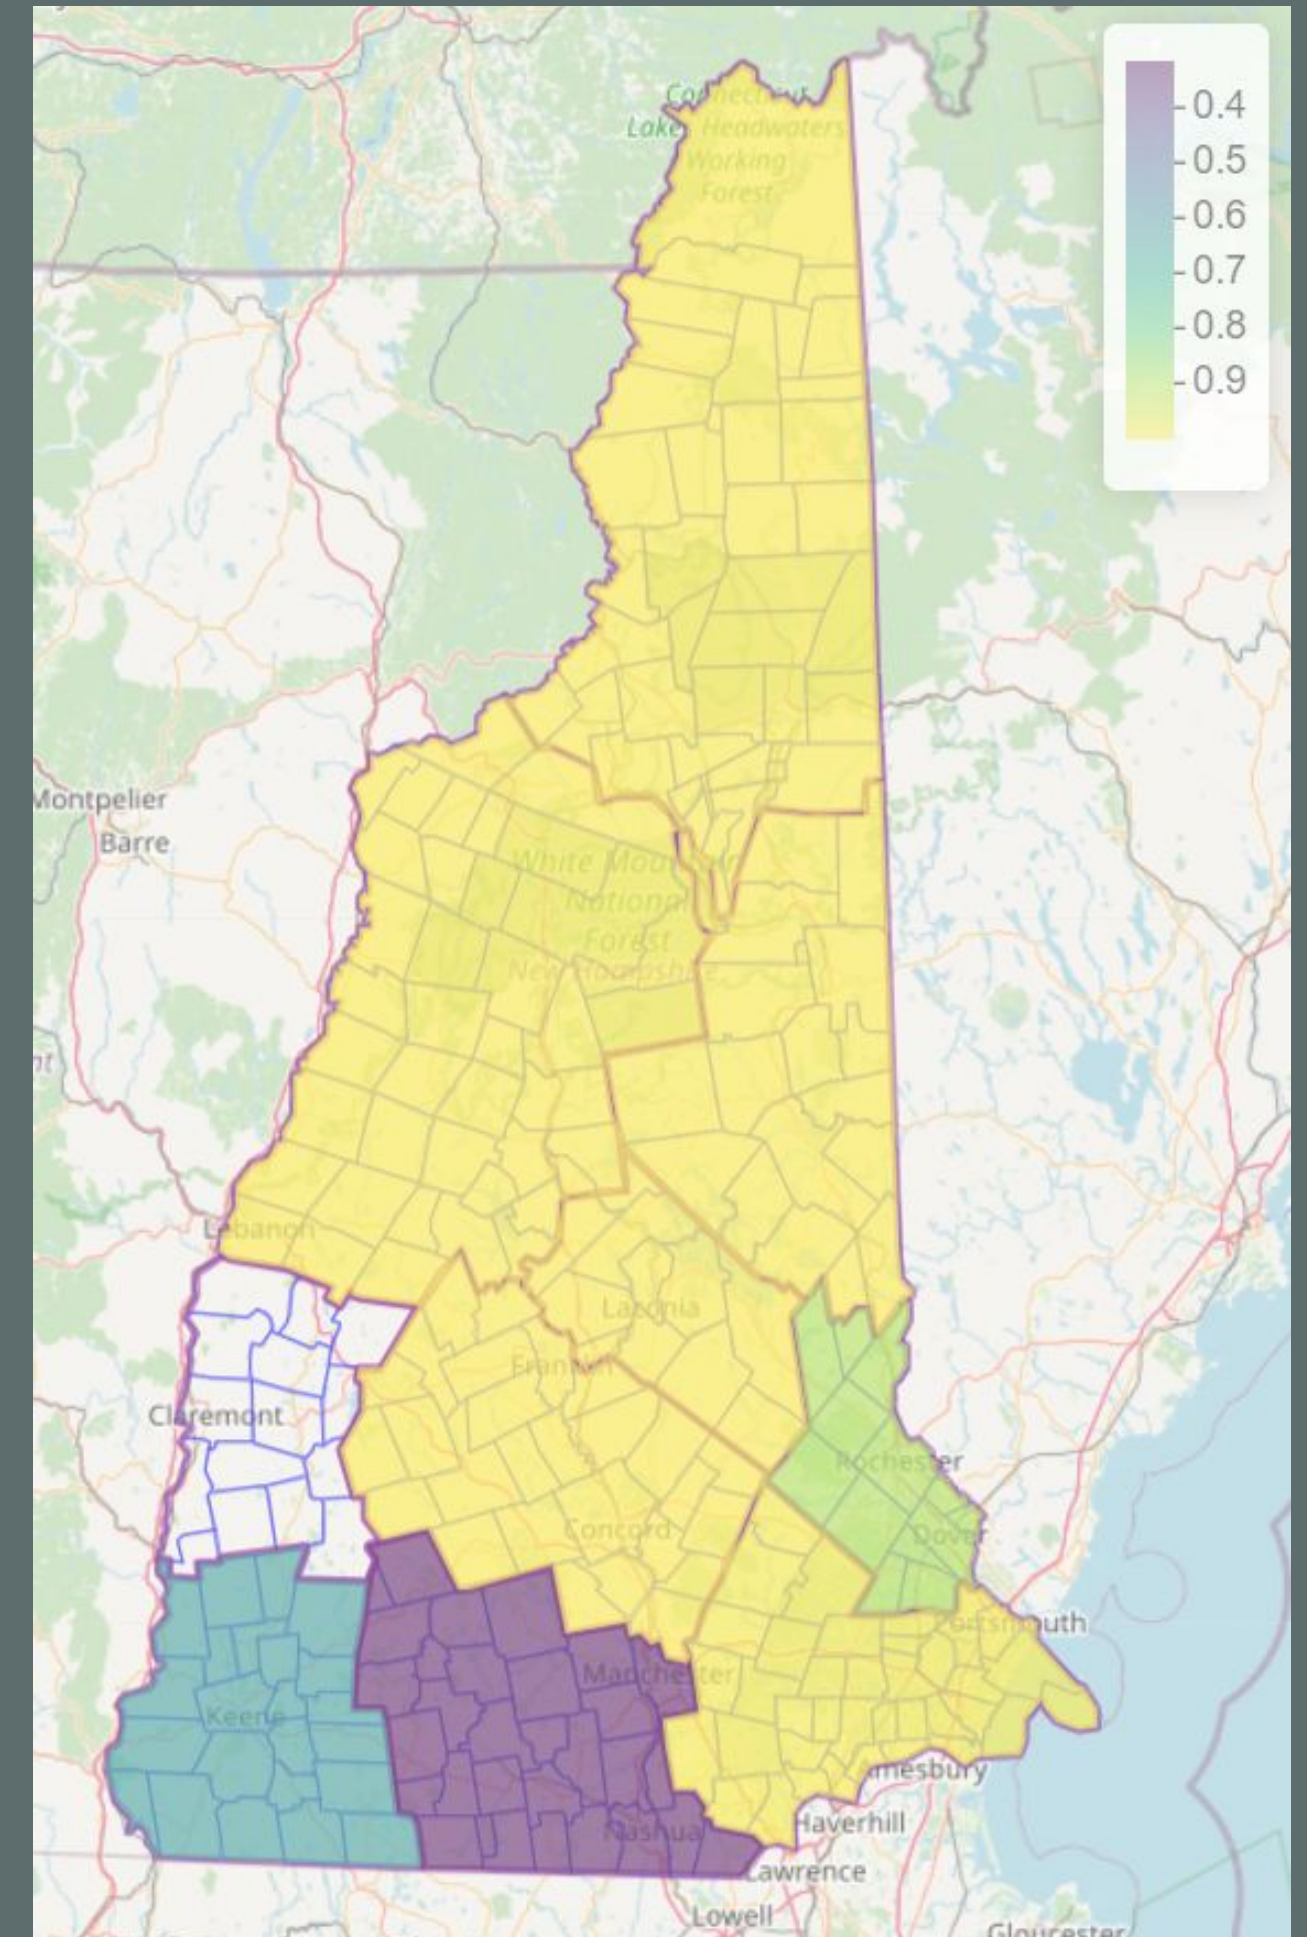 Connecticut
Lakes Headwaters
Working
Forest
0.4
0.5
0.6
0.7
0.8
0.9
Montpelier
Barre
White Mountain
National
Forest
New Hampshire
nt
Lebanon
Laconia
Franklin
Claremont
Rochester
Concord
Dover
Portsmouth
Manchester
Keene
Amesbury
Haverhill
Nashua
Lawrence
Lowell
Gloucester